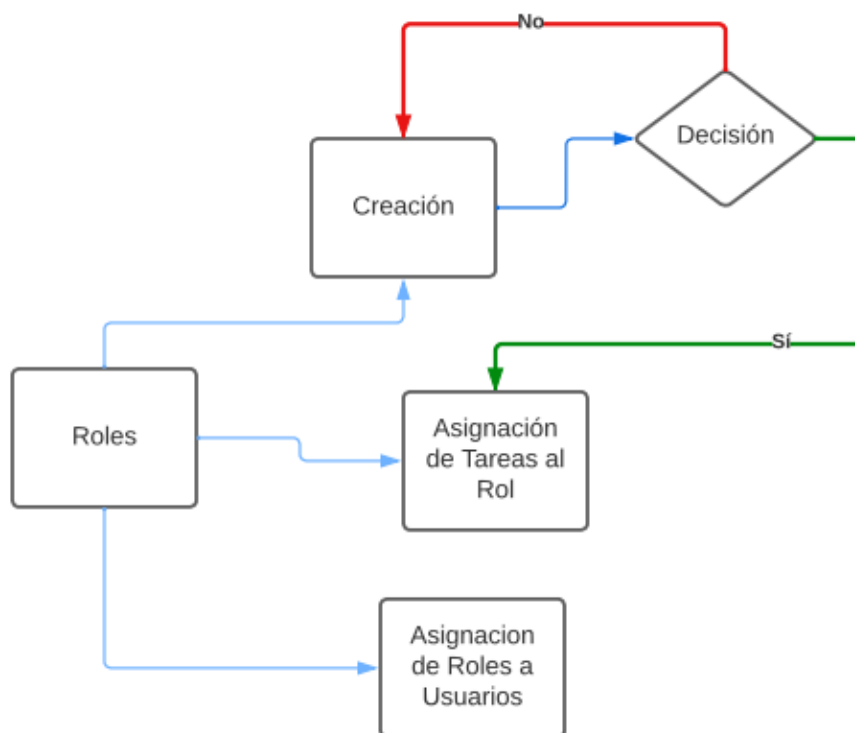 No
Decisión
Creación
Sí
Roles
Asignación
de Tareas al
Rol
Asignacion
de Roles a
Usuarios